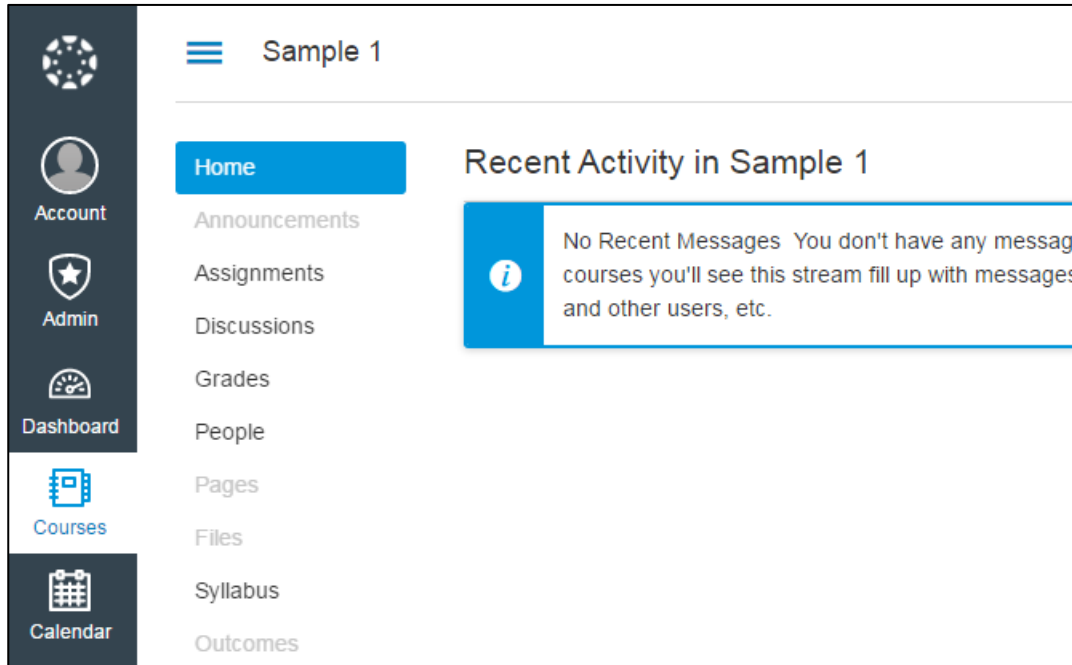 Sample 1
Account
Admin
Dashboard
Courses
Calendar
Home
Announcements
Assignments
Discussions
Grades
People
Pages
Files
Syllabus
Outcomes
Recent Activity in Sample 1
No Recent Messages You don't have any messag
courses you'll see this stream fill up with messages
and other users, etc.